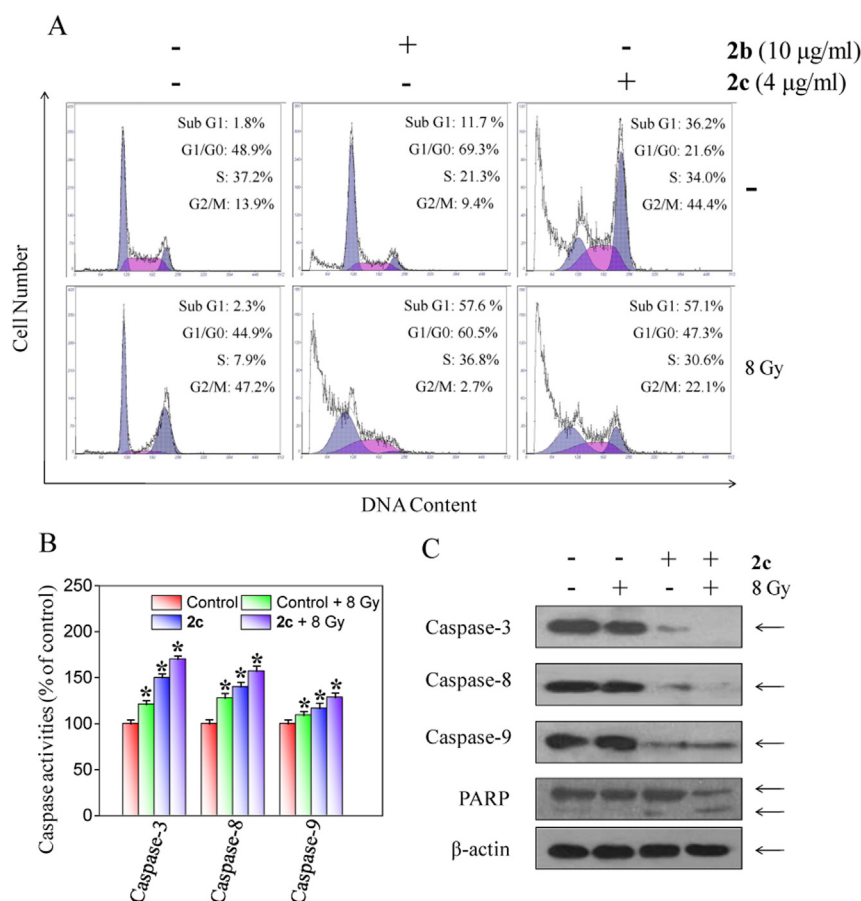 A
- + - 2b (10 μg/ml)
- - + 2c (4 μg/ml)
Sub G1: 1.8%
G1/G0: 48.9%
S: 37.2%
G2/M: 13.9%
Sub G1: 11.7 %
G1/G0: 69.3%
S: 21.3%
G2/M: 9.4%
Sub G1: 36.2%
G1/G0: 21.6%
S: 34.0%
G2/M: 44.4%
-
Sub G1: 2.3%
G1/G0: 44.9%
S: 7.9%
G2/M: 47.2%
Sub G1: 57.6 %
G1/G0: 60.5%
S: 36.8%
G2/M: 2.7%
Sub G1: 57.1%
G1/G0: 47.3%
S: 30.6%
G2/M: 22.1%
8 Gy
Cell Number
DNA Content
B
Caspase activities (% of control)
250
200
150
100
50
0
Control
Control + 8 Gy
2c
2c + 8 Gy
* * *
* * *
* * *
Caspase-3
Caspase-8
Caspase-9
C
- - + + 2c
- + - + 8 Gy
Caspase-3
Caspase-8
Caspase-9
PARP
β-actin